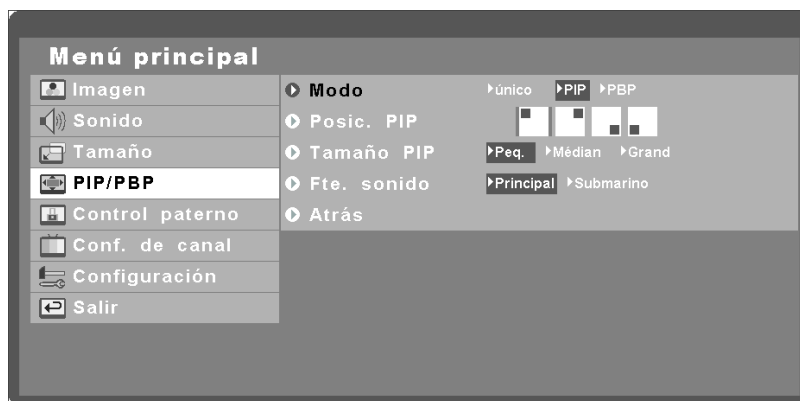 Menú principal
Imagen
Sonido
Tamaño
PIP/PBP
Control paterno
Conf. de canal
Configuración
Salir
Modo único PIP PBP
Posic. PIP
Tamaño PIP Peq. Médian Grand
Fte. sonido Principal Submarino
Atrás